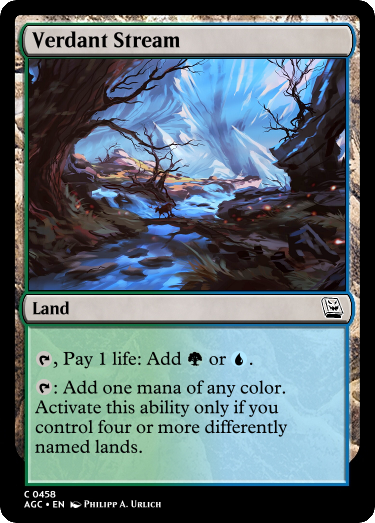 Verdant Stream
Land
, Pay 1 life: Add or .
: Add one mana of any color.
Activate this ability only if you
control four or more differently
named lands.
C 0458
AGC • EN Philipp A. Urlich